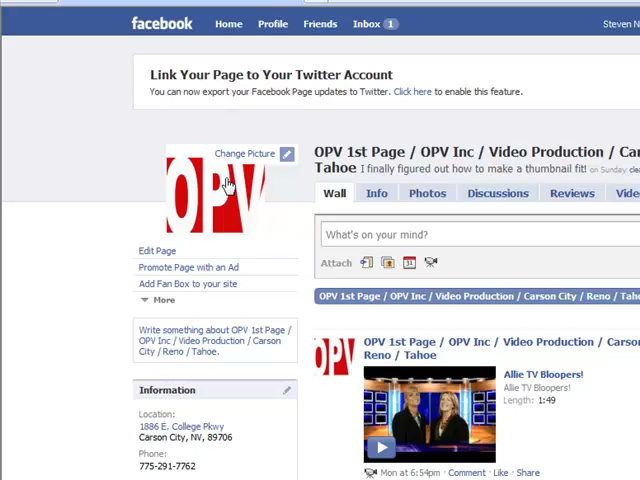 facebook Home Profile Friends Inbox 1 Steven N
Link Your Page to Your Twitter Account
You can now export your Facebook Page updates to Twitter. Click here to enable this feature.
Change Picture
OPV
OPV 1st Page / OPV Inc / Video Production / Cars
Tahoe I finally figured out how to make a thumbnail fit! on Sunday clea
Wall Info Photos Discussions Reviews Vide
What's on your mind?
Attach 31
Edit Page
Promote Page with an Ad
Add Fan Box to your site
More
OPV 1st Page / OPV Inc / Video Production / Carson City / Reno / Taho
Write something about OPV 1st Page /
OPV Inc / Video Production / Carson
City / Reno / Tahoe.
OPV
OPV 1st Page / OPV Inc / Video Production / Carson
Reno / Tahoe
Allie TV Bloopers!
Allie TV Bloopers!
Length: 1:49
Information
Location:
1886 E. College Pkwy
Carson City, NV, 89706
Phone:
775-291-7762
Mon at 6:54pm · Comment · Like · Share